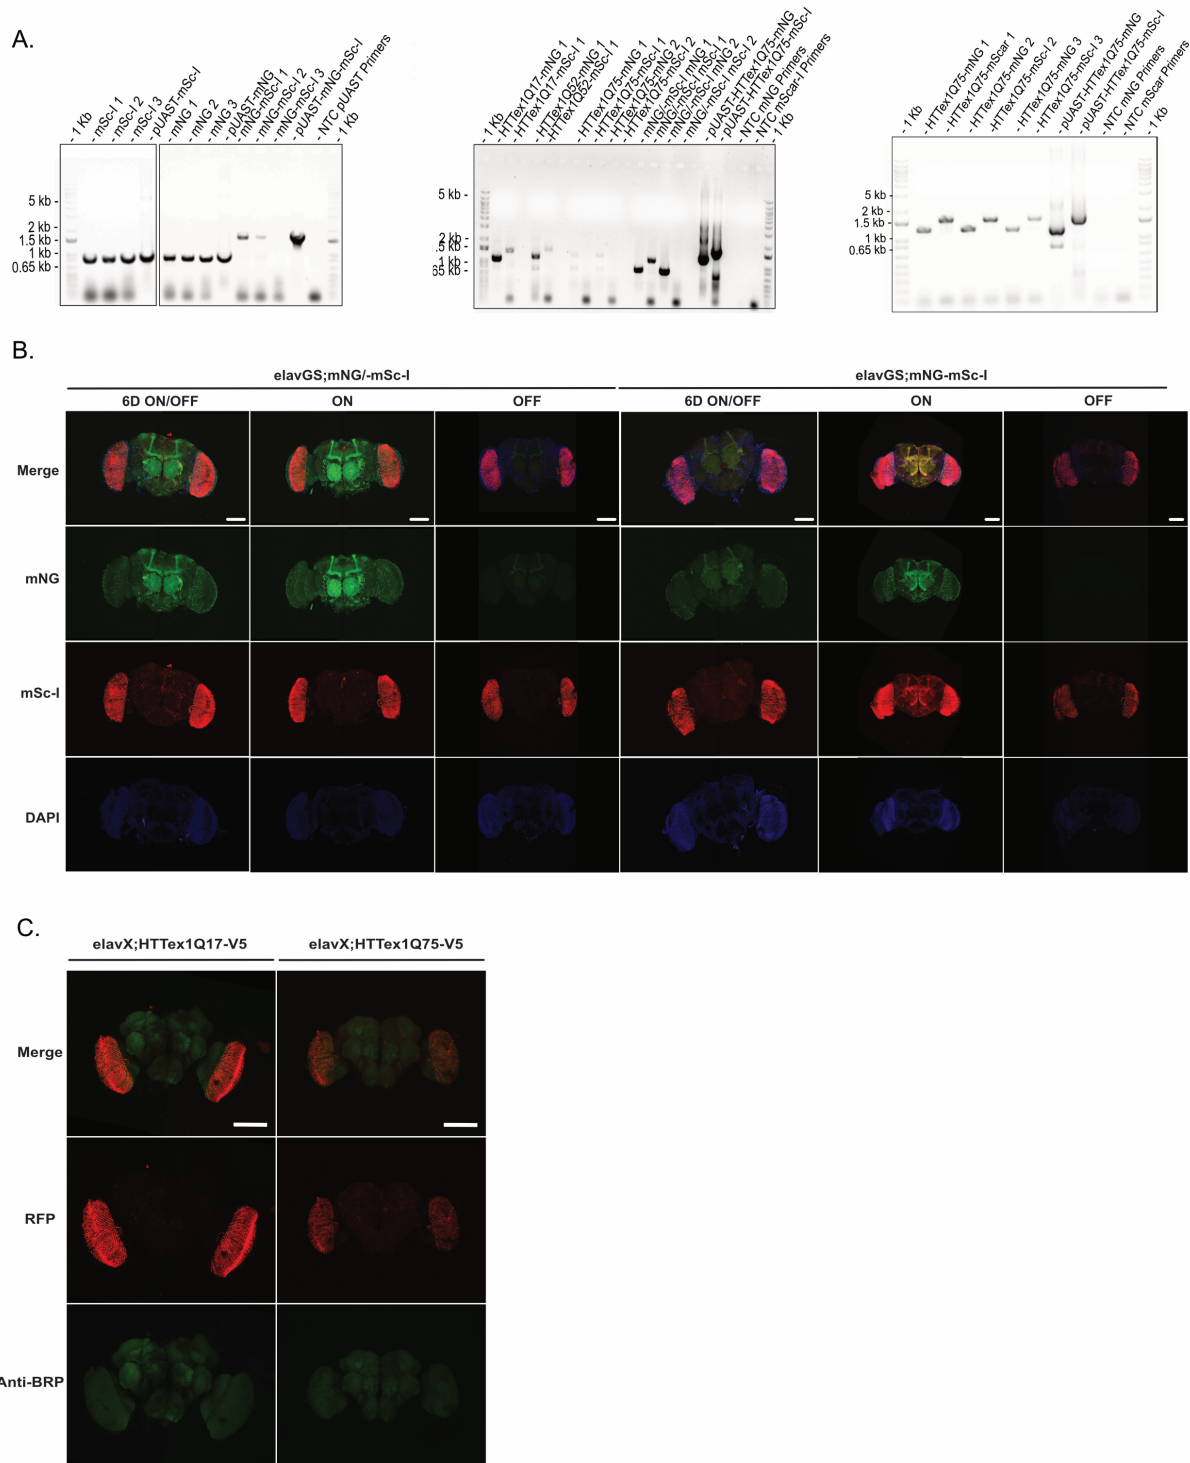 A.
- 1 Kb
- mSc-I 1
- mSc-I 2
- mSc-I 3
- pUAST-mSc-I
- mNG 1
- mNG 2
- mNG 3
- pUAST-mNG
- mNG-mSc-I 1
- mNG-mSc-I 2
- mNG-mSc-I 3
- pUAST-mNG-mSc-I
- NTC pUAST Primers
- 1 Kb
5 kb -
2 kb -
1.5 kb -
1 kb -
0.65 kb -
- 1 Kb
- HTTex1Q17-mNG 1
- HTTex1Q17-mSc-I 1
- HTTex1Q52-mNG 1
-HTTex1Q52-mSc-I 1
- HTTex1Q75-mNG 1
- HTTex1Q75-mSc-I 1
- HTTex1Q75-mNG 2
- HTTex1Q75-mSc-I 2
- mNG/-mSc-I mNG 1
- mNG/-mSc-I mSc-I 1
- mNG/-mSc-I mNG 2
- mNG/-mSc-I mSc-I 2
- pUAST-HTTex1Q75-mNG
- pUAST-HTTex1Q75-mSc-I
- NTC mNG Primers
- NTC mScar-I Primers
- 1 Kb
5 kb -
2 kb -
.5 kb -
1 kb -
65 kb -
- 1 Kb
-HTTex1Q75-mNG 1
-HTTex1Q75-mScar 1
-HTTex1Q75-mNG 2
-HTTex1Q75-mSc-I 2
-HTTex1Q75-mNG 3
-HTTex1Q75-mSc-I 3
- pUAST-HTTex1Q75-mNG
- pUAST-HTTex1Q75-mSc-I
- NTC mNG Primers
- NTC mScar Primers
- 1 Kb
5 kb -
2 kb -
1.5 kb -
1 kb -
0.65 kb -
B.
elavGS;mNG/-mSc-I
elavGS;mNG-mSc-I
6D ON/OFF
ON
OFF
6D ON/OFF
ON
OFF
Merge
mNG
mSc-I
DAPI
C.
elavX;HTTex1Q17-V5
elavX;HTTex1Q75-V5
Merge
RFP
Anti-BRP